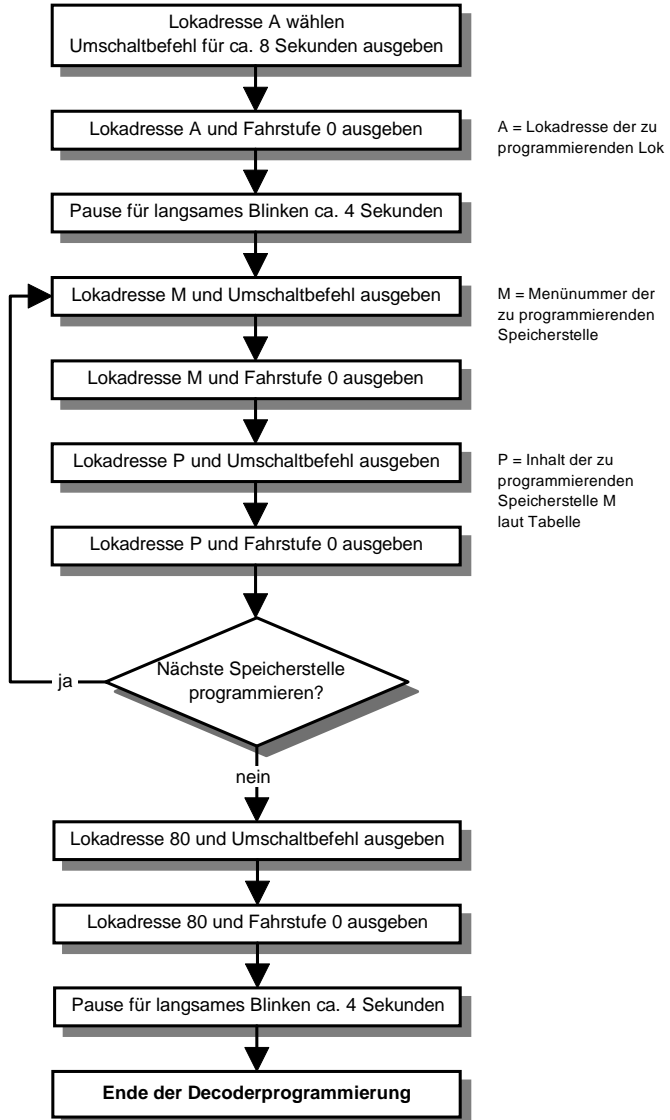 Lokadresse A wählen
Umschaltbefehl für ca. 8 Sekunden ausgeben
Lokadresse A und Fahrstufe 0 ausgeben
A = Lokadresse der zu
programmierenden Lok
Pause für langsames Blinken ca. 4 Sekunden
Lokadresse M und Umschaltbefehl ausgeben
M = Menünummer der
zu programmierenden
Speicherstelle
Lokadresse M und Fahrstufe 0 ausgeben
Lokadresse P und Umschaltbefehl ausgeben
P = Inhalt der zu
programmierenden
Speicherstelle M
laut Tabelle
Lokadresse P und Fahrstufe 0 ausgeben
Nächste Speicherstelle
programmieren?
ja
nein
Lokadresse 80 und Umschaltbefehl ausgeben
Lokadresse 80 und Fahrstufe 0 ausgeben
Pause für langsames Blinken ca. 4 Sekunden
Ende der Decoderprogrammierung